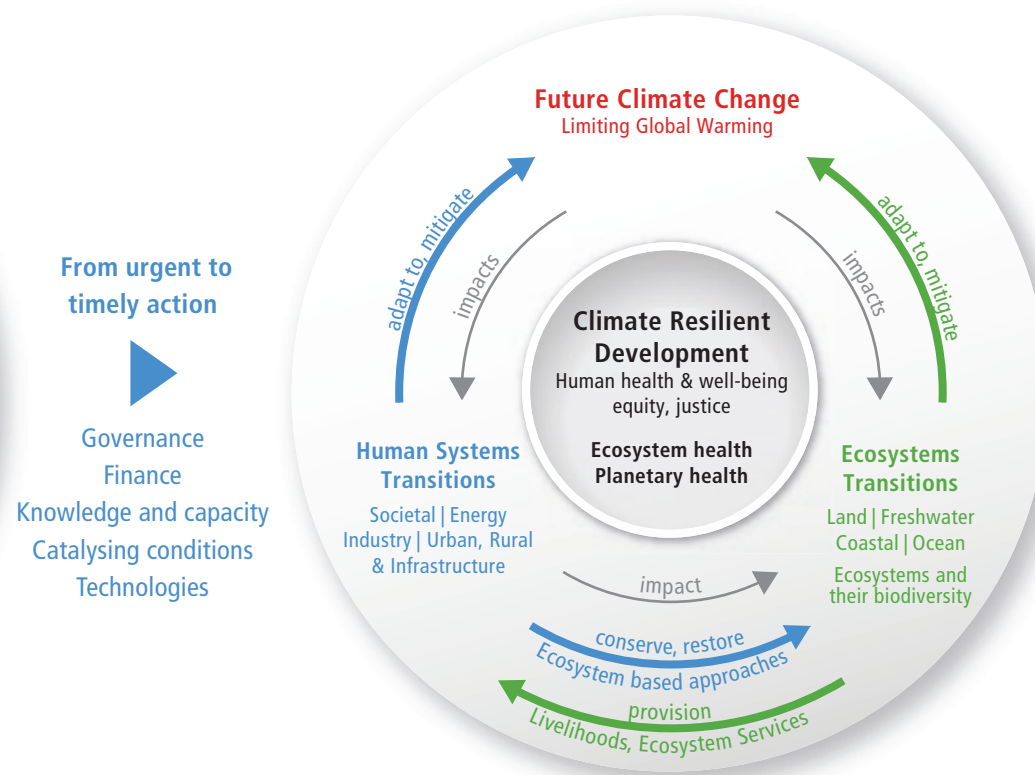 From urgent to
timely action
Governance
Finance
Knowledge and capacity
Catalysing conditions
Technologies
Future Climate Change
Limiting Global Warming
adapt to, mitigate
impacts
impacts
adapt to, mitigate
Climate Resilient
Development
Human health & well-being
equity, justice
Ecosystem health
Planetary health
Human Systems
Transitions
Societal | Energy
Industry | Urban, Rural
& Infrastructure
Ecosystems
Transitions
Land | Freshwater
Coastal | Ocean
Ecosystems and
their biodiversity
impact
conserve, restore
Ecosystem based approaches
provision
Livelihoods, Ecosystem Services